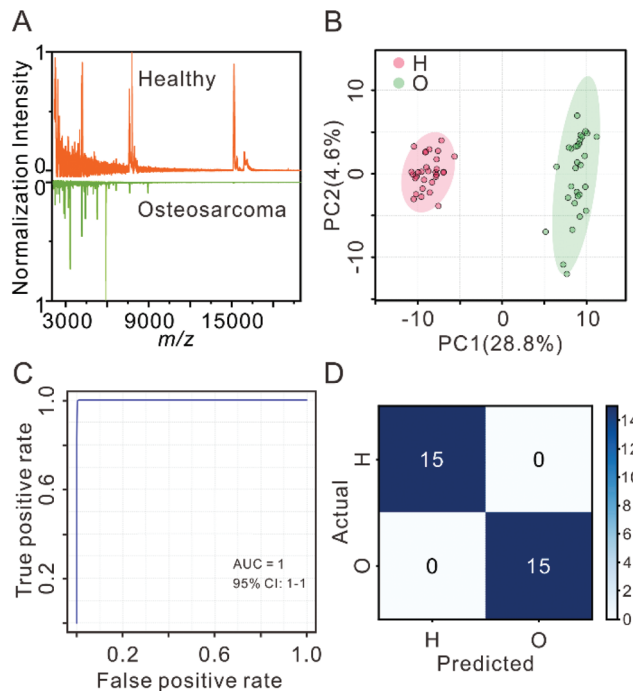 A
Normalization Intensity
1
0
0
1
Healthy
Osteosarcoma
3000 9000 15000
m/z
B
H
O
PC2(4.6%)
10
0
-10
-10 0 10
PC1(28.8%)
C
True positive rate
1.0
0.6
0.2
AUC = 1
95% CI: 1-1
0.2 0.6 1.0
False positive rate
D
Actual
H
O
15 0
0 15
H O
Predicted
14
12
10
8
6
4
2
0